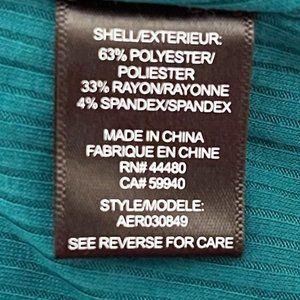 SHELL/EXTERIEUR:
63% POLYESTER/
POLIESTER
33% RAYON/RAYONNE
4% SPANDEX/SPANDEX
MADE IN CHINA
FABRIQUE EN CHINE
RN# 44480
CA# 59940
STYLE/MODELE:
AER030849
SEE REVERSE FOR CARE